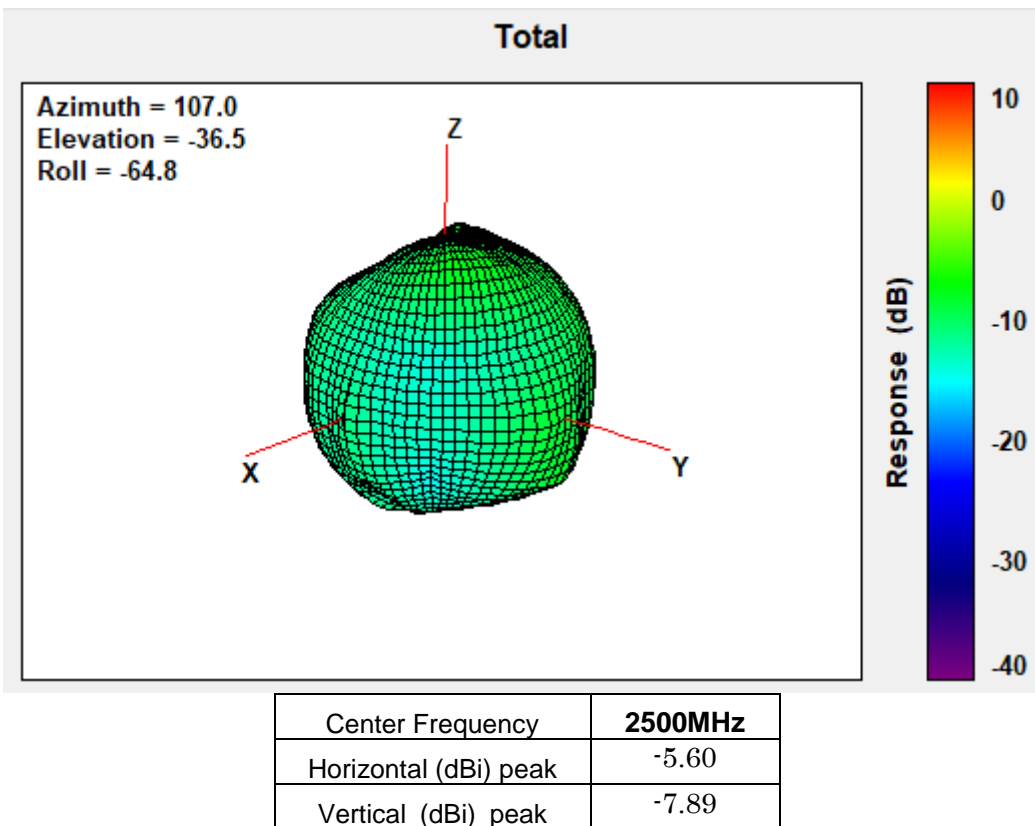 Total
Azimuth = 107.0
Elevation = -36.5
Roll = -64.8
Z
X
Y
Response (dB)
10
0
-10
-20
-30
-40
Center Frequency 2500MHz
Horizontal (dBi) peak -5.60
Vertical (dBi) peak -7.89